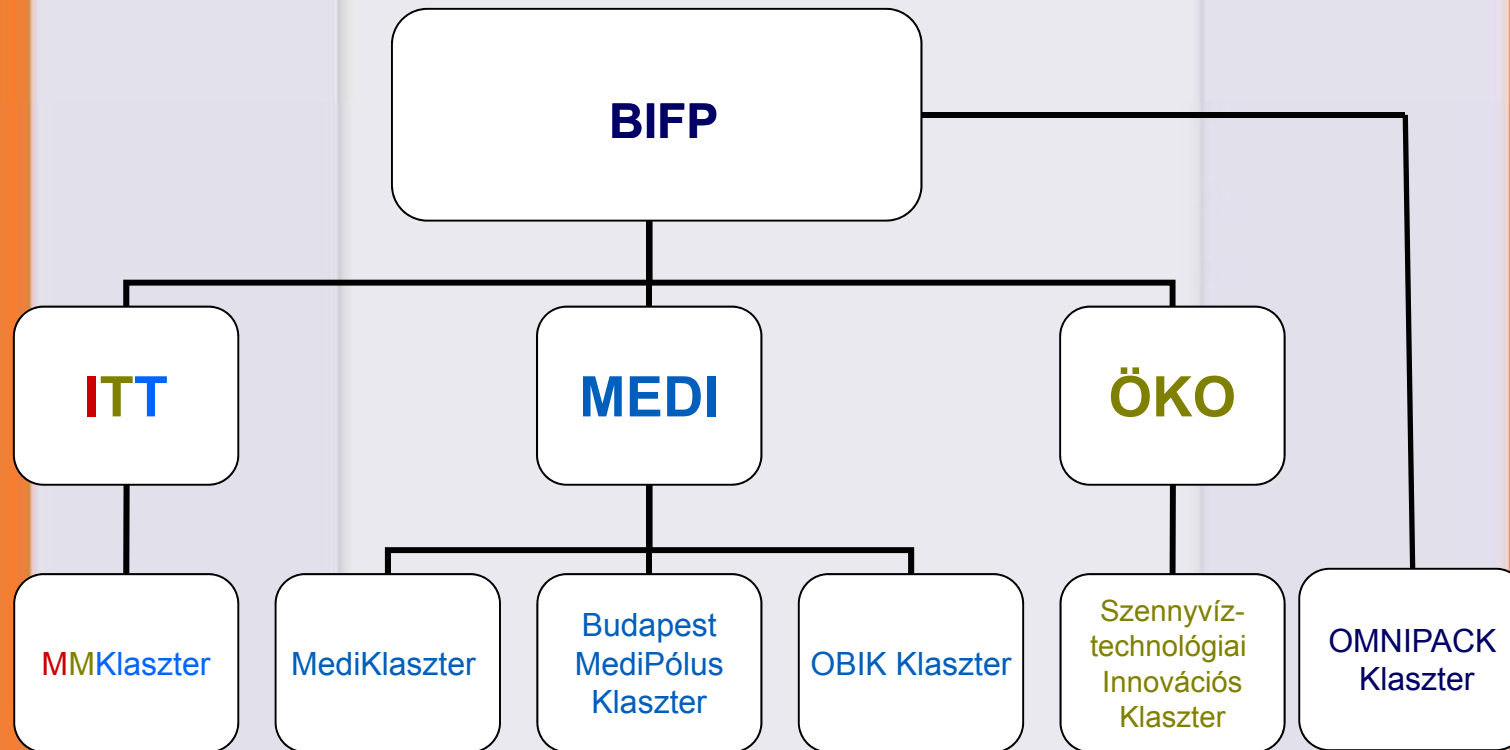 BIFP
ITT
MEDI
ÖKO
MMKlaszter
MediKlaszter
Budapest
MediPólus
Klaszter
OBIK Klaszter
Szennyvíz-
technológiai
Innovációs
Klaszter
OMNIPACK
Klaszter